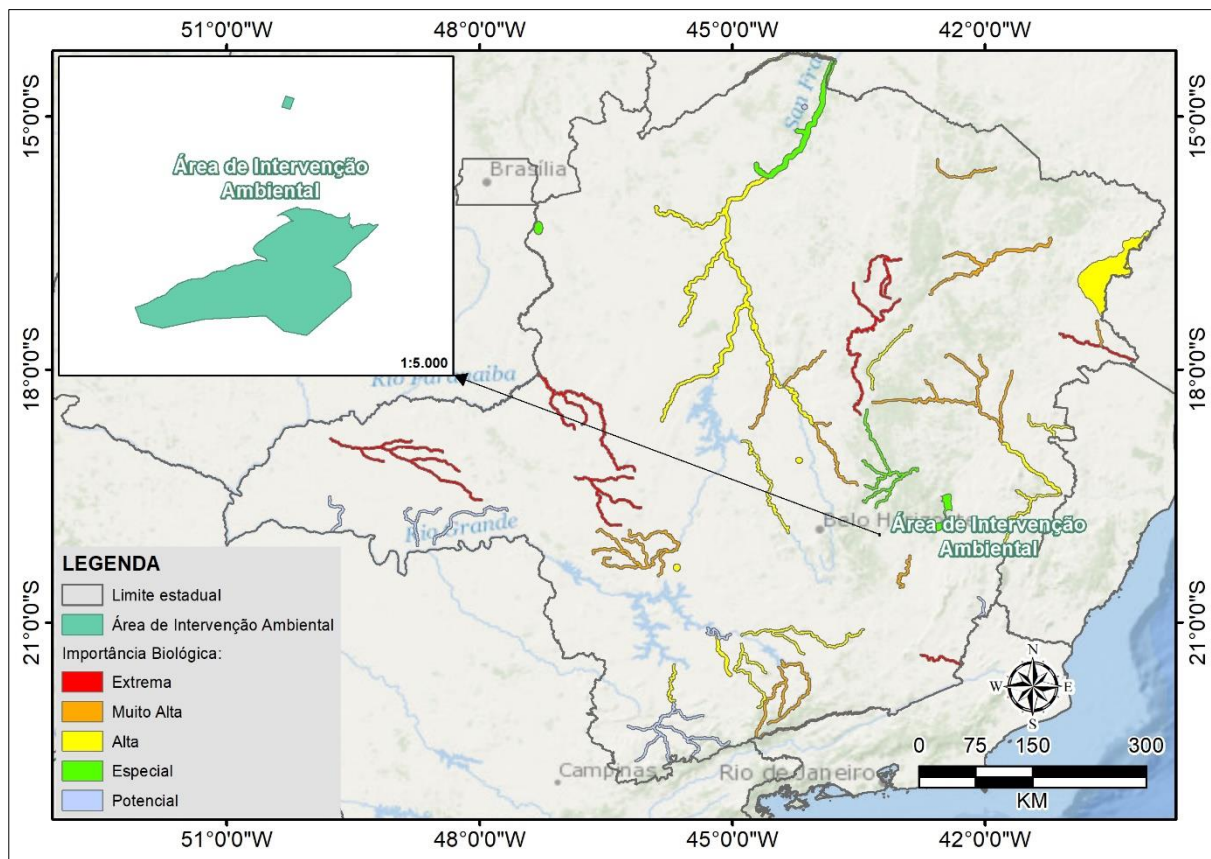 51°0'0"W 48°0'0"W 45°0'0"W 42°0'0"W
15°0'0"S
18°0'0"S
21°0'0"S
Área de Intervenção
Ambiental
1:5.000
San Fra
Brasília
Rio Paranaiba
Rio Grande
Belo Horizonte
Área de Intervenção
Ambiental
Campinas
Rio de Janeiro
LEGENDA
Limite estadual
Área de Intervenção Ambiental
Importância Biológica:
Extrema
Muito Alta
Alta
Especial
Potencial
N
W E
S
0 75 150 300
KM
15°0'0"S
18°0'0"S
21°0'0"S
51°0'0"W 48°0'0"W 45°0'0"W 42°0'0"W